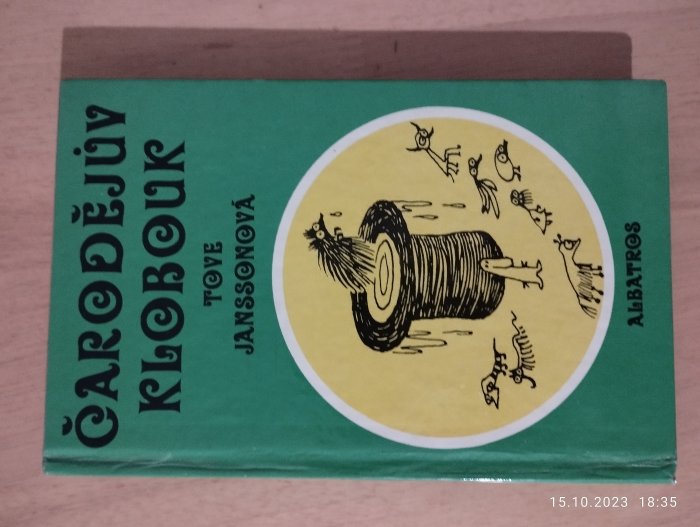 ČARODĚJŮV
KLOBOUK
TOVE
JANSSONOVÁ
ALBATROS
15.10.2023 18:35